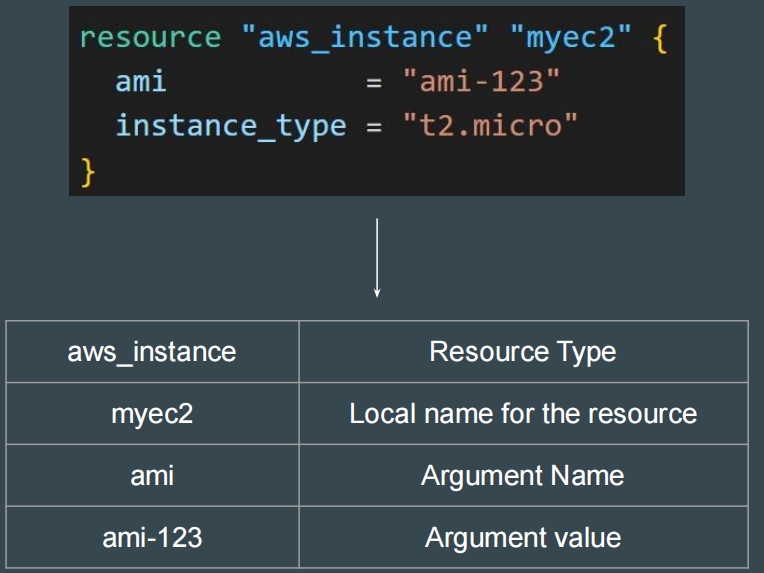 resource "aws_instance" "myec2" {
ami = "ami-123"
instance_type = "t2.micro"
}
aws_instance Resource Type
myec2 Local name for the resource
ami Argument Name
ami-123 Argument value